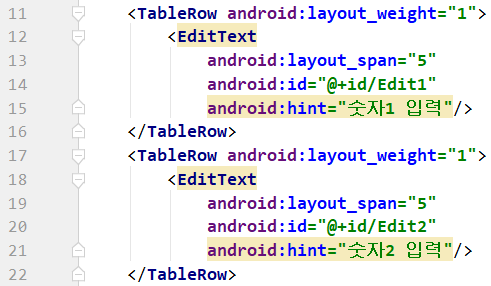 11 <TableRow android:layout_weight="1">
12 <EditText
13 android:layout_span="5"
14 android:id="@+id/Edit1"
15 android:hint="숫자1 입력"/>
16 </TableRow>
17 <TableRow android:layout_weight="1">
18 <EditText
19 android:layout_span="5"
20 android:id="@+id/Edit2"
21 android:hint="숫자2 입력"/>
22 </TableRow>